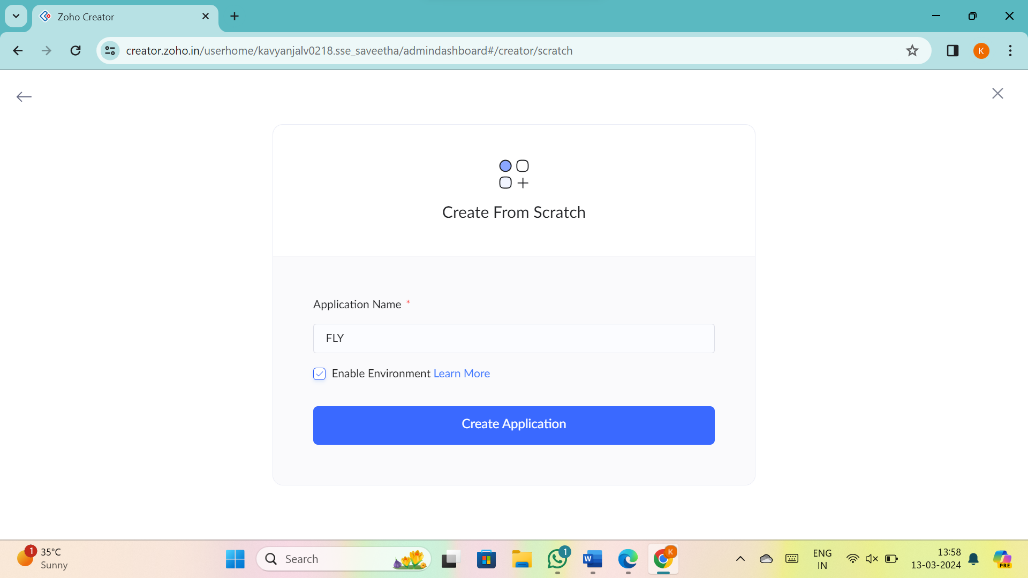 Zoho Creator
creator.zoho.in/userhome/kavyanjalv0218.sse_saveetha/admindashboard#/creator/scratch
K
Create From Scratch
Application Name *
FLY
Enable Environment Learn More
Create Application
1
35°C
Sunny
Search
1
W
K
ENG
IN
13:58
13-03-2024
PRE